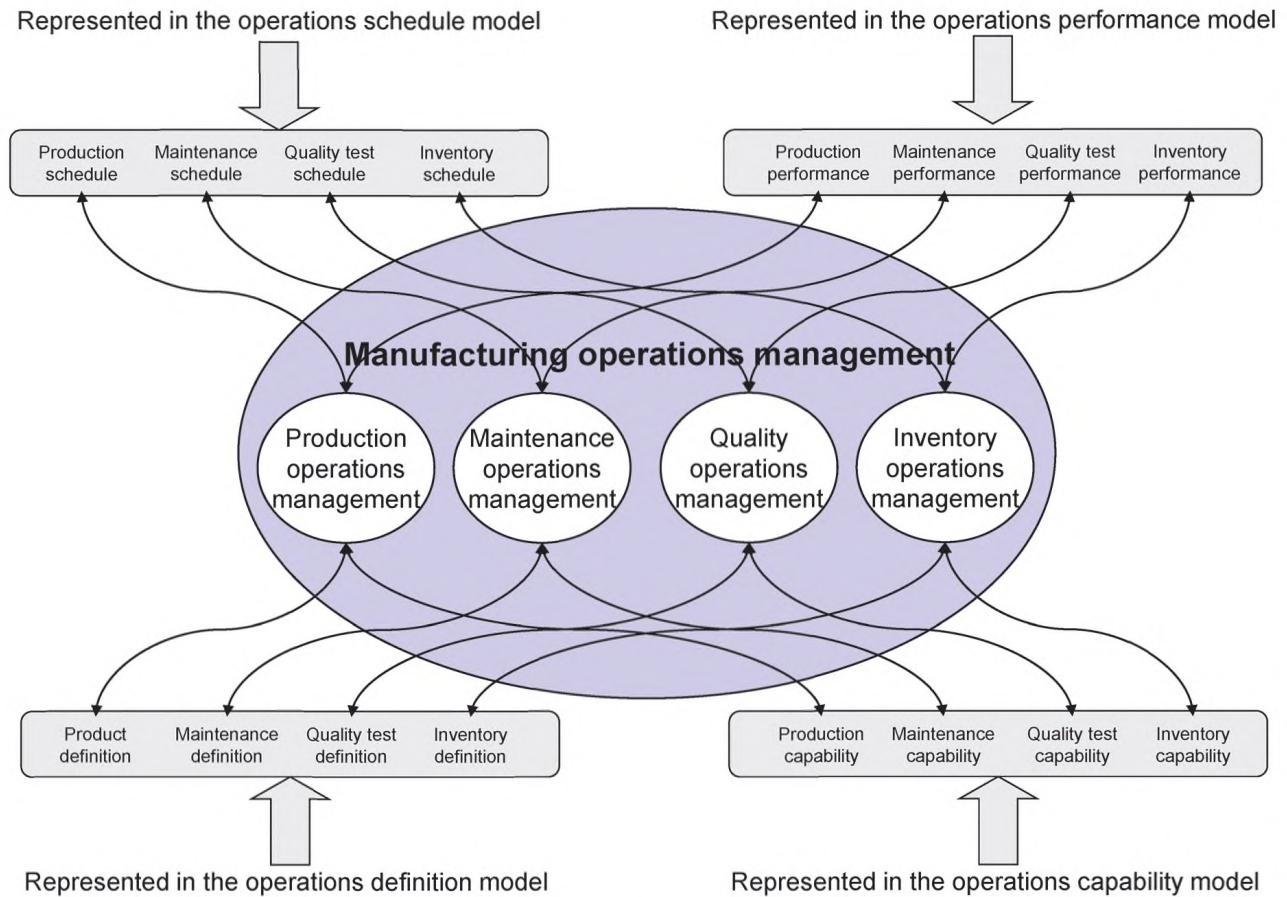 Represented in the operations schedule model
Represented in the operations performance model
Production schedule
Maintenance schedule
Quality test schedule
Inventory schedule
Production performance
Maintenance performance
Quality test performance
Inventory performance
Manufacturing operations management
Production
operations
management
Maintenance
operations
management
Quality
operations
management
Inventory
operations
management
Product definition
Maintenance definition
Quality test definition
Inventory definition
Production capability
Maintenance capability
Quality test capability
Inventory capability
Represented in the operations definition model
Represented in the operations capability model